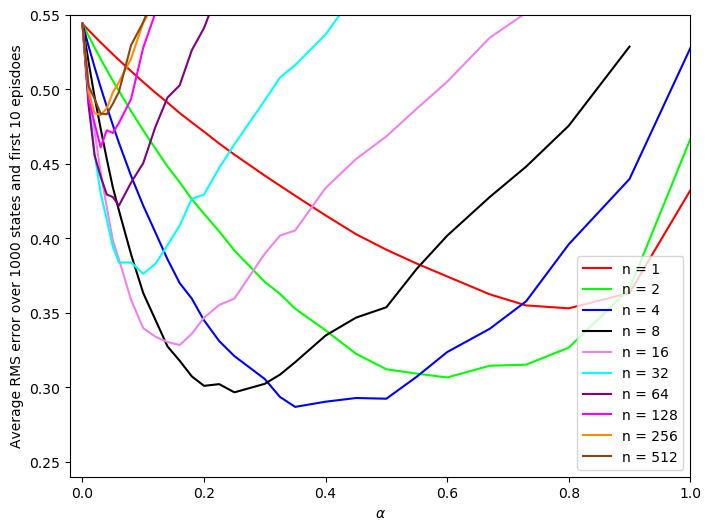 Average RMS error over 1000 states and first 10 epiisdoes
0.55
0.50
0.45
0.40
0.35
0.30
0.25
0.0
0.2
0.4
0.6
0.8
1.0
α
n = 1
n = 2
n = 4
n = 8
n = 16
n = 32
n = 64
n = 128
n = 256
n = 512